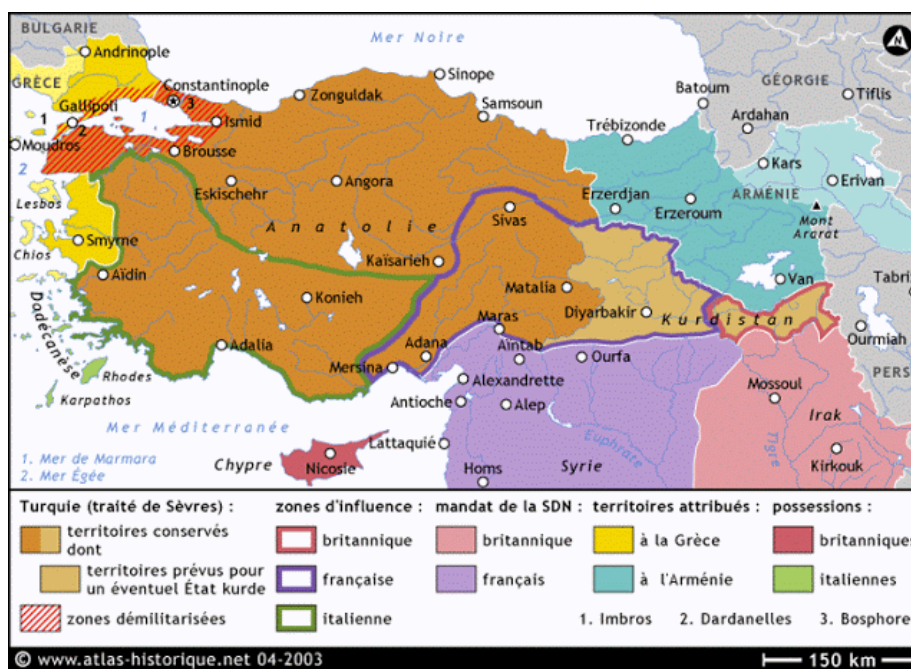 BULGARIE
Mer Noire
N
Andrinople
Sinope
GÉORGIE
GRÈCE
Constantinople
Zonguldak
Batoum
Tiflis
Gallipoli
3
Samsoun
Ardahan
1
1
Ismid
Trébizonde
2
Moudros
Brousse
Kars
2
Eskischehr
Angora
Erzerdjan
ARMÉNIE
Erivan
Lesbos
Sivas
Erzeroum
Anatolie
Mont
Ararat
Smyrne
Kaïsarieh
Chios
Aïdin
Van
Tabri
Konieh
Matalia
Diyarbakir
Kurdistan
Dodécanèse
Maras
Adalia
Adana
Aïntab
Ourfa
Ourmiah
Rhodes
Mersina
PERS
Karpathos
Alexandrette
Mossoul
Antioche
Alep
Irak
Mer Méditerranée
Lattaquié
Euphrate
Tigre
1. Mer de Marmara
2. Mer Égée
Chypre
Nicosie
Homs
Syrie
Kirkouk
Turquie (traité de Sèvres) :
territoires conservés
dont
territoires prévus pour
un éventuel État kurde
zones démilitarisées
zones d'influence :
britannique
française
italienne
mandat de la SDN :
britannique
français
territoires attribués :
à la Grèce
à l'Arménie
possessions :
britanniques
italiennes
1. Imbros 2. Dardanelles 3. Bosphore
© www.atlas-historique.net 04-2003
150 km